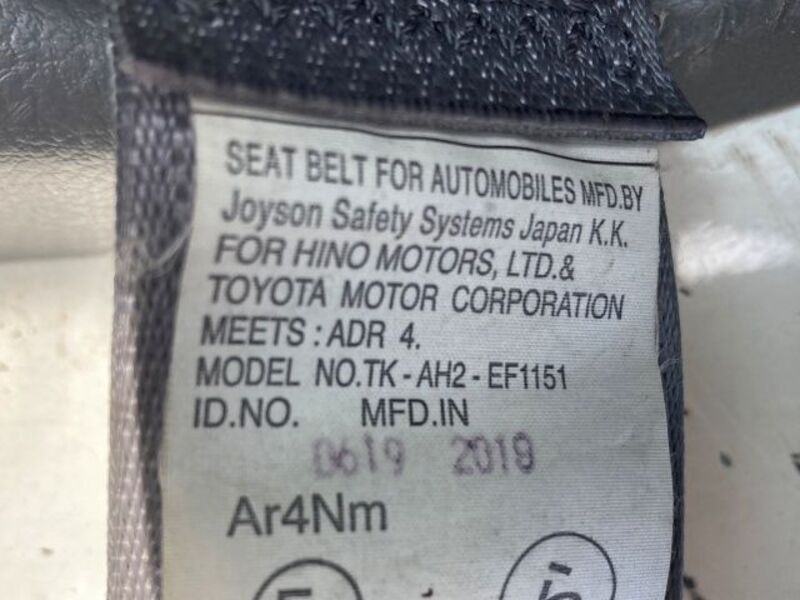 SEAT BELT FOR AUTOMOBILES MFD.BY
Joyson Safety Systems Japan K.K.
FOR HINO MOTORS, LTD.&
TOYOTA MOTOR CORPORATION
MEETS : ADR 4.
MODEL NO.TK - AH2 - EF1151
ID.NO. MFD.IN
0619 2019
Ar4Nm